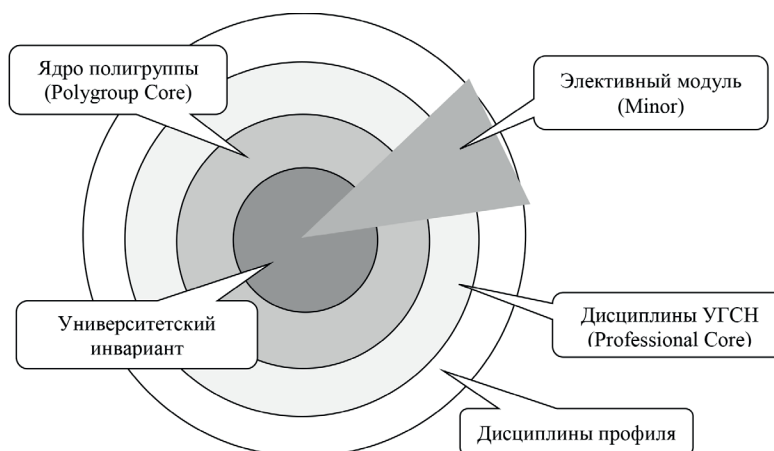 Ядро полигруппы
(Polygroup Core)
Элективный модуль
(Minor)
Университетский
инвариант
Дисциплины УГСН
(Professional Core)
Дисциплины профиля